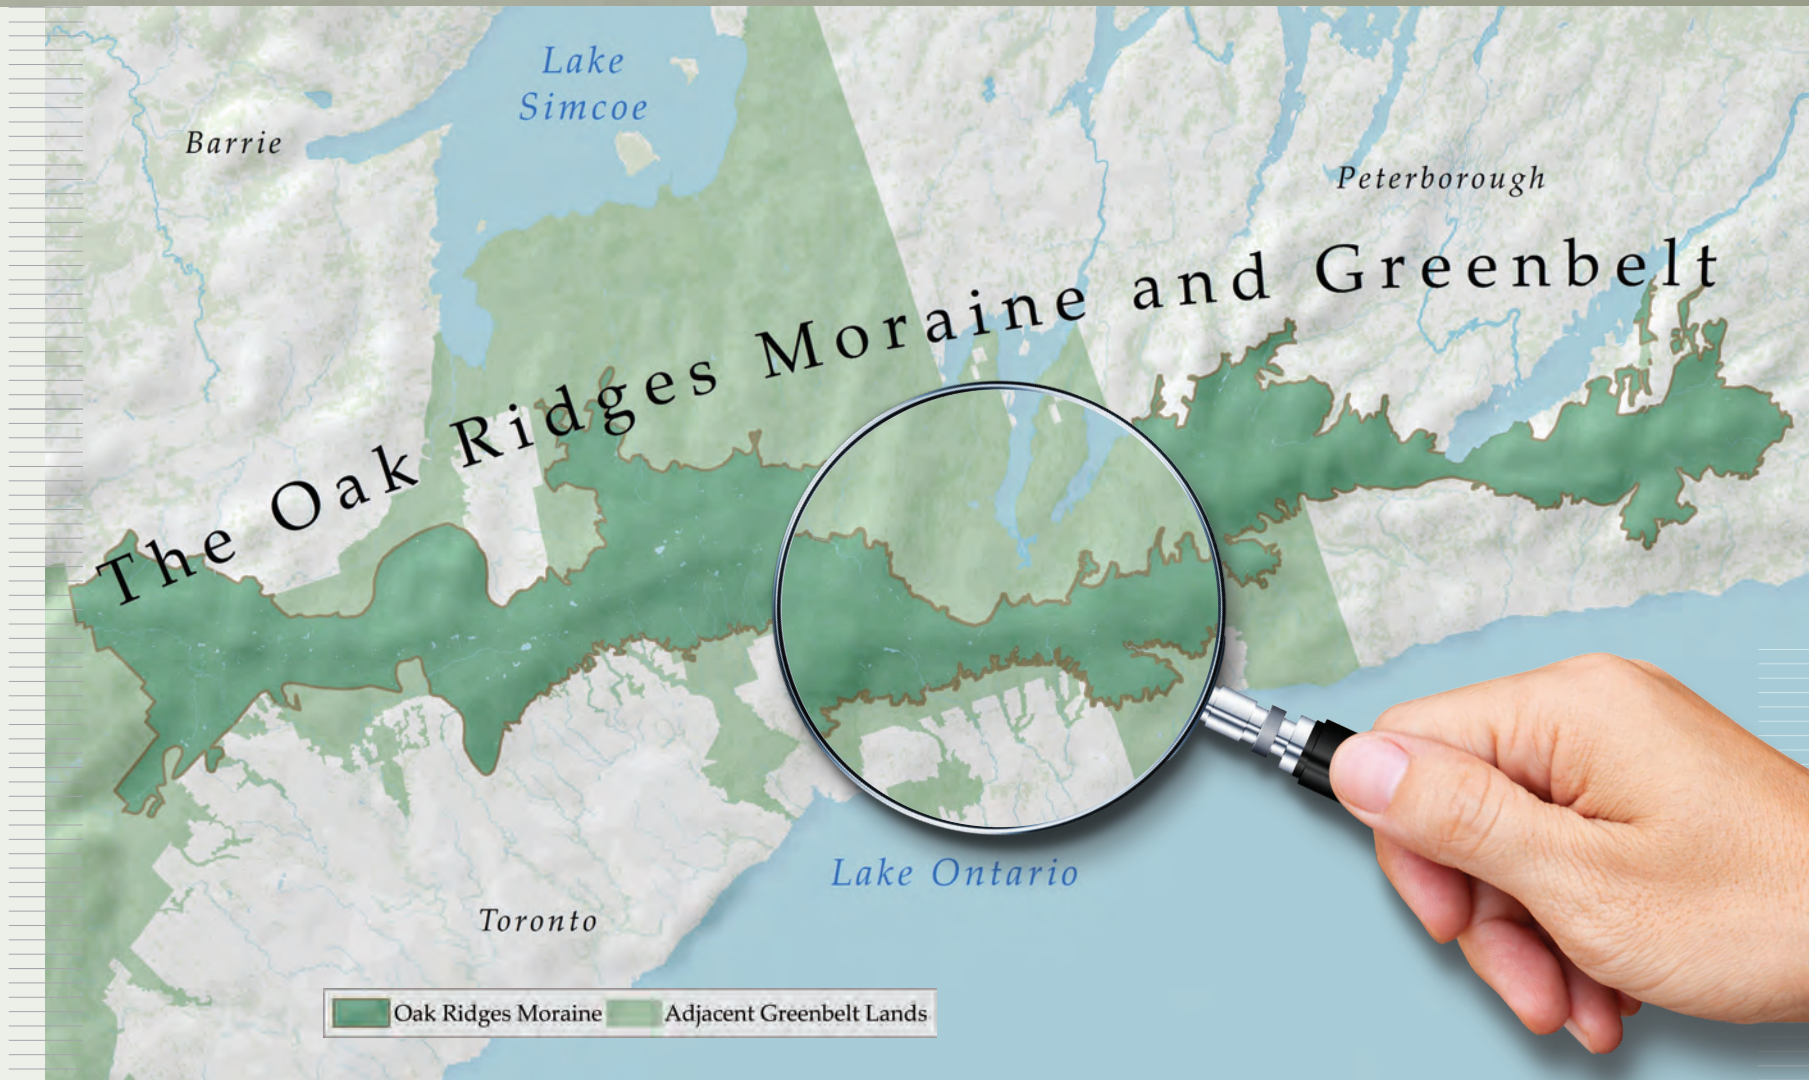 Lake
Simcoe
Barrie
Peterborough
The Oak Ridges Moraine and Greenbelt
Lake Ontario
Toronto
Oak Ridges Moraine
Adjacent Greenbelt Lands